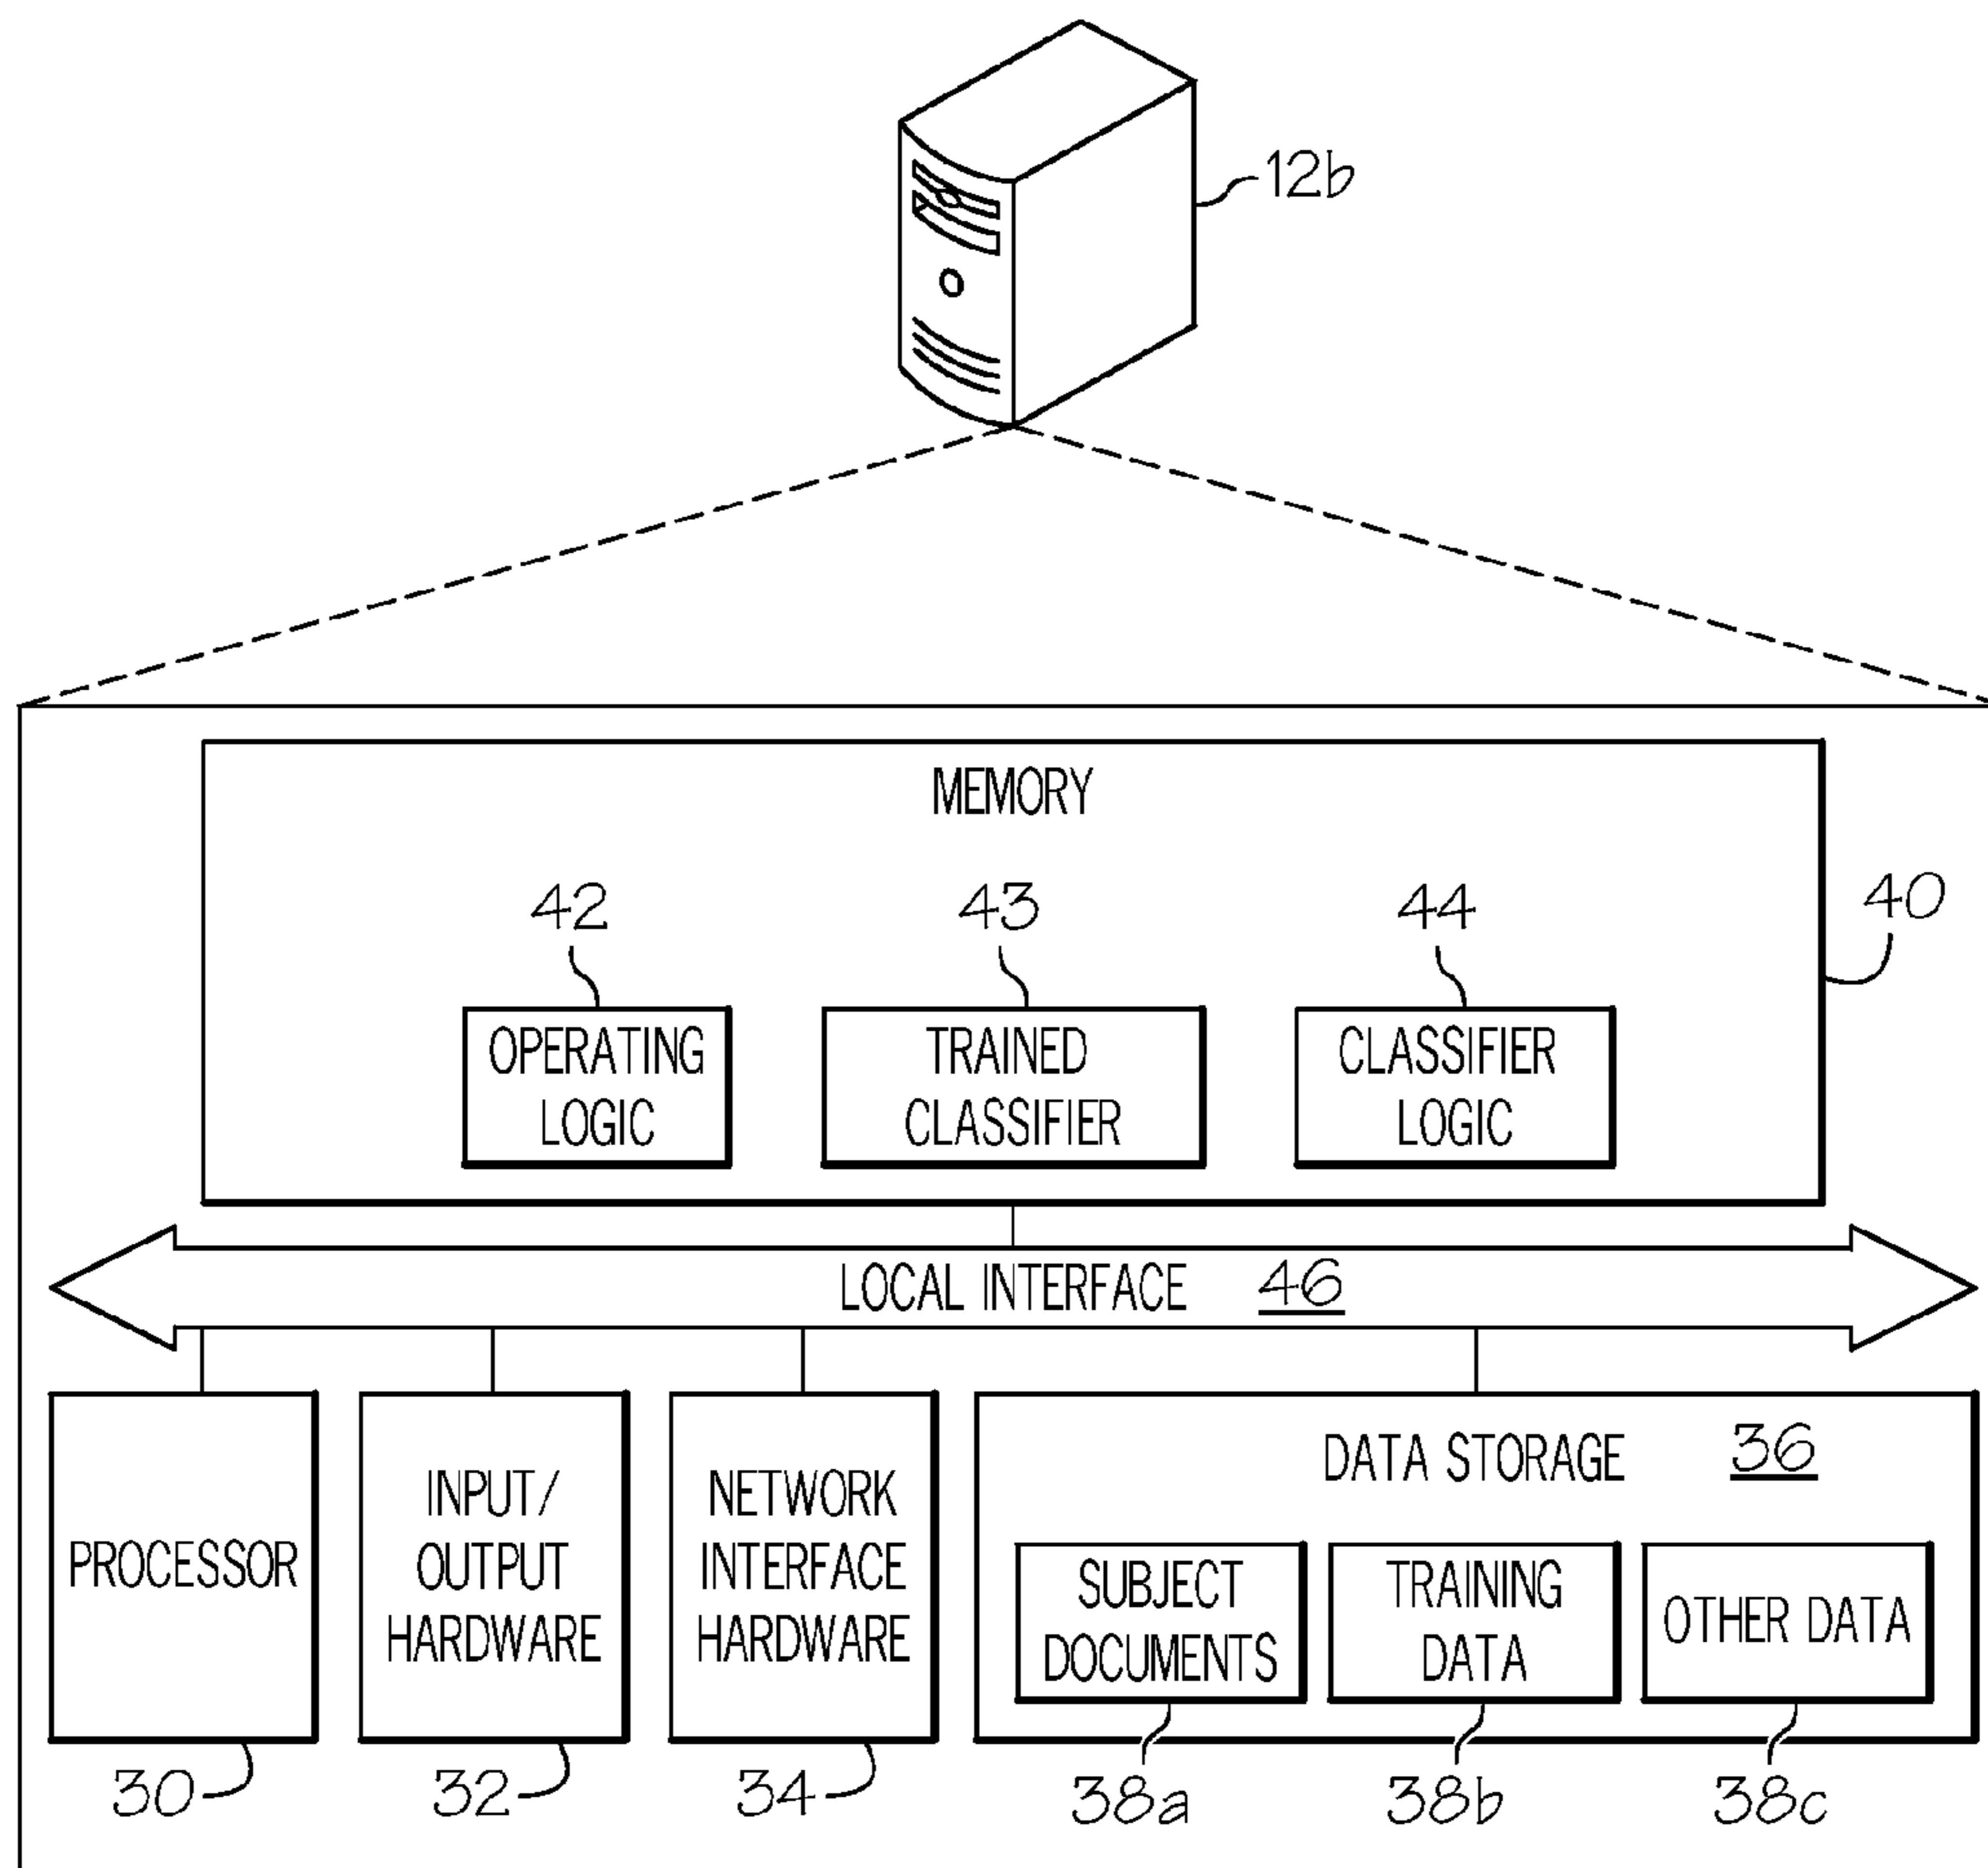 12b
MEMORY
40
42
43
44
OPERATING
LOGIC
TRAINED
CLASSIFIER
CLASSIFIER
LOGIC
LOCAL INTERFACE 46
PROCESSOR
INPUT/
OUTPUT
HARDWARE
NETWORK
INTERFACE
HARDWARE
DATA STORAGE 36
SUBJECT
DOCUMENTS
TRAINING
DATA
OTHER DATA
30
32
34
38a
38b
38c